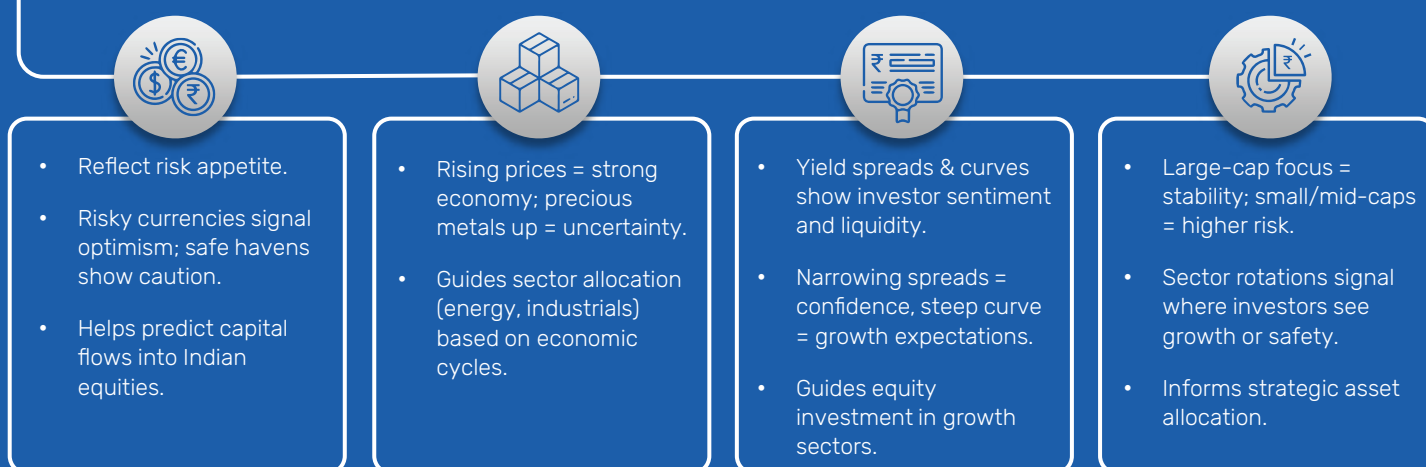 €
$
₹
• Reflect risk appetite.
• Risky currencies signal
optimism; safe havens
show caution.
• Helps predict capital
flows into Indian
equities.
• Rising prices = strong
economy; precious
metals up = uncertainty.
• Guides sector allocation
(energy, industrials)
based on economic
cycles.
₹
• Yield spreads & curves
show investor sentiment
and liquidity.
• Narrowing spreads =
confidence, steep curve
= growth expectations.
• Guides equity
investment in growth
sectors.
₹
• Large-cap focus =
stability; small/mid-caps
= higher risk.
• Sector rotations signal
where investors see
growth or safety.
• Informs strategic asset
allocation.